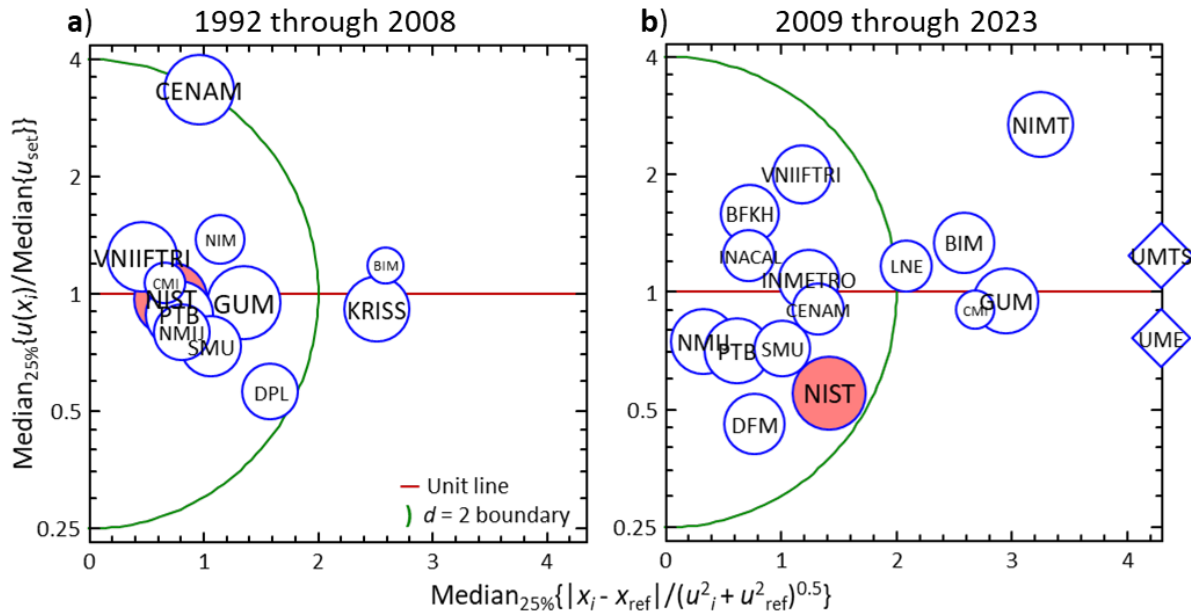 a) 1992 through 2008
b) 2009 through 2023
Median25%{u(xi)/Median{uset}}
4
2
1
0.5
0.25
CENAM
NIM
VNIIFTRI
CMI
NIST
PTB
NMIJ
SMU
GUM
DPL
BIM
KRISS
Unit line
d = 2 boundary
0 1 2 3 4
4
2
1
0.5
0.25
NIMT
VNIIFTRI
BFKH
INACAL
INMETRO
CENAM
LNE
BIM
GUM
CMI
UMTS
UME
NMIJ
PTB
SMU
NIST
DFM
0 1 2 3 4
Median25%{|xi - xref|/(u2i + u2ref)0.5}